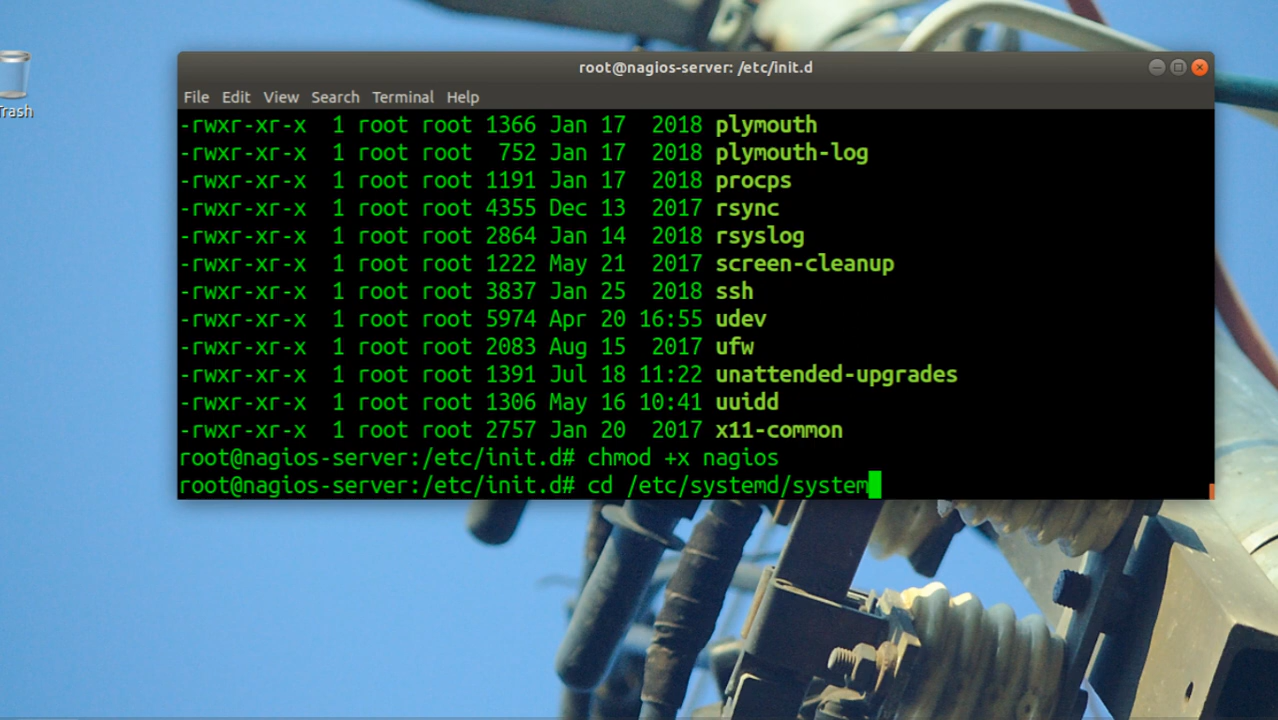 root@nagios-server: /etc/init.d
File Edit View Search Terminal Help
-rwxr-xr-x 1 root root 1366 Jan 17 2018 plymouth
-rwxr-xr-x 1 root root 752 Jan 17 2018 plymouth-log
-rwxr-xr-x 1 root root 1191 Jan 17 2018 procps
-rwxr-xr-x 1 root root 4355 Dec 13 2017 rsync
-rwxr-xr-x 1 root root 2864 Jan 14 2018 rsyslog
-rwxr-xr-x 1 root root 1222 May 21 2017 screen-cleanup
-rwxr-xr-x 1 root root 3837 Jan 25 2018 ssh
-rwxr-xr-x 1 root root 5974 Apr 20 16:55 udev
-rwxr-xr-x 1 root root 2083 Aug 15 2017 ufw
-rwxr-xr-x 1 root root 1391 Jul 18 11:22 unattended-upgrades
-rwxr-xr-x 1 root root 1306 May 16 10:41 uuidd
-rwxr-xr-x 1 root root 2757 Jan 20 2017 x11-common
root@nagios-server:/etc/init.d# chmod +x nagios
root@nagios-server:/etc/init.d# cd /etc/systemd/system
Trash